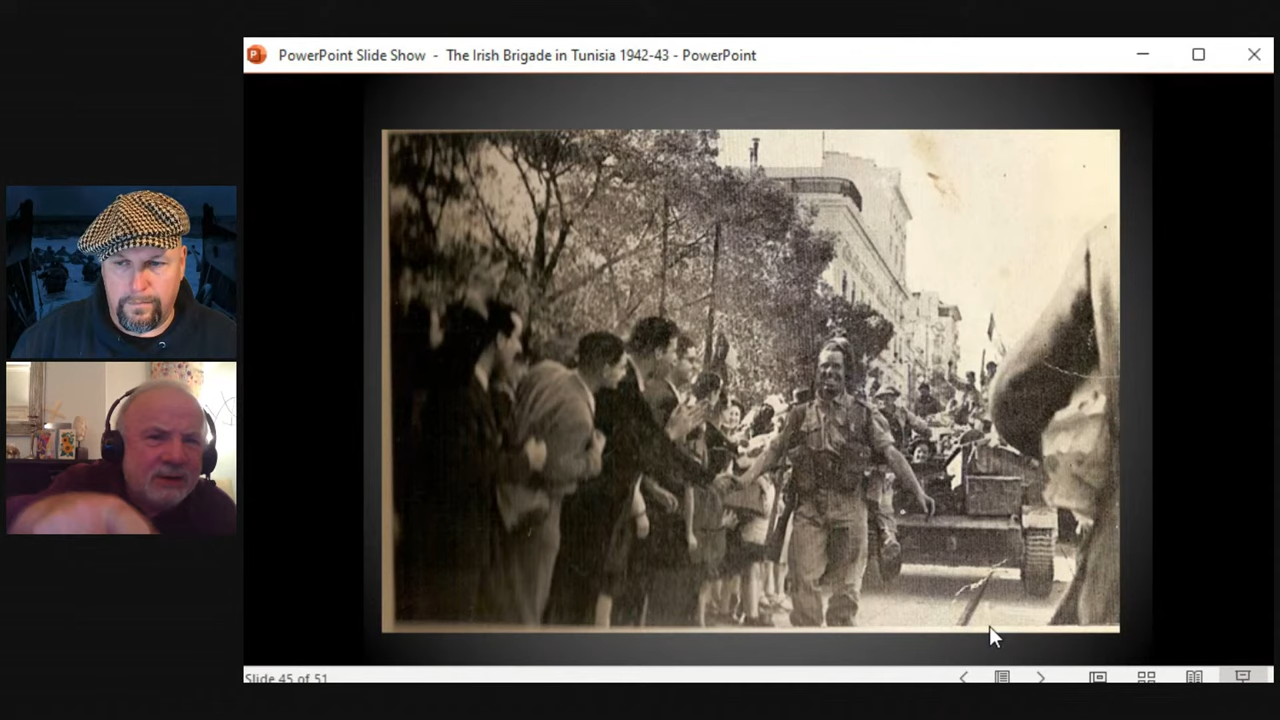 PowerPoint Slide Show - The Irish Brigade in Tunisia 1942-43 - PowerPoint
Slide 45 of 51